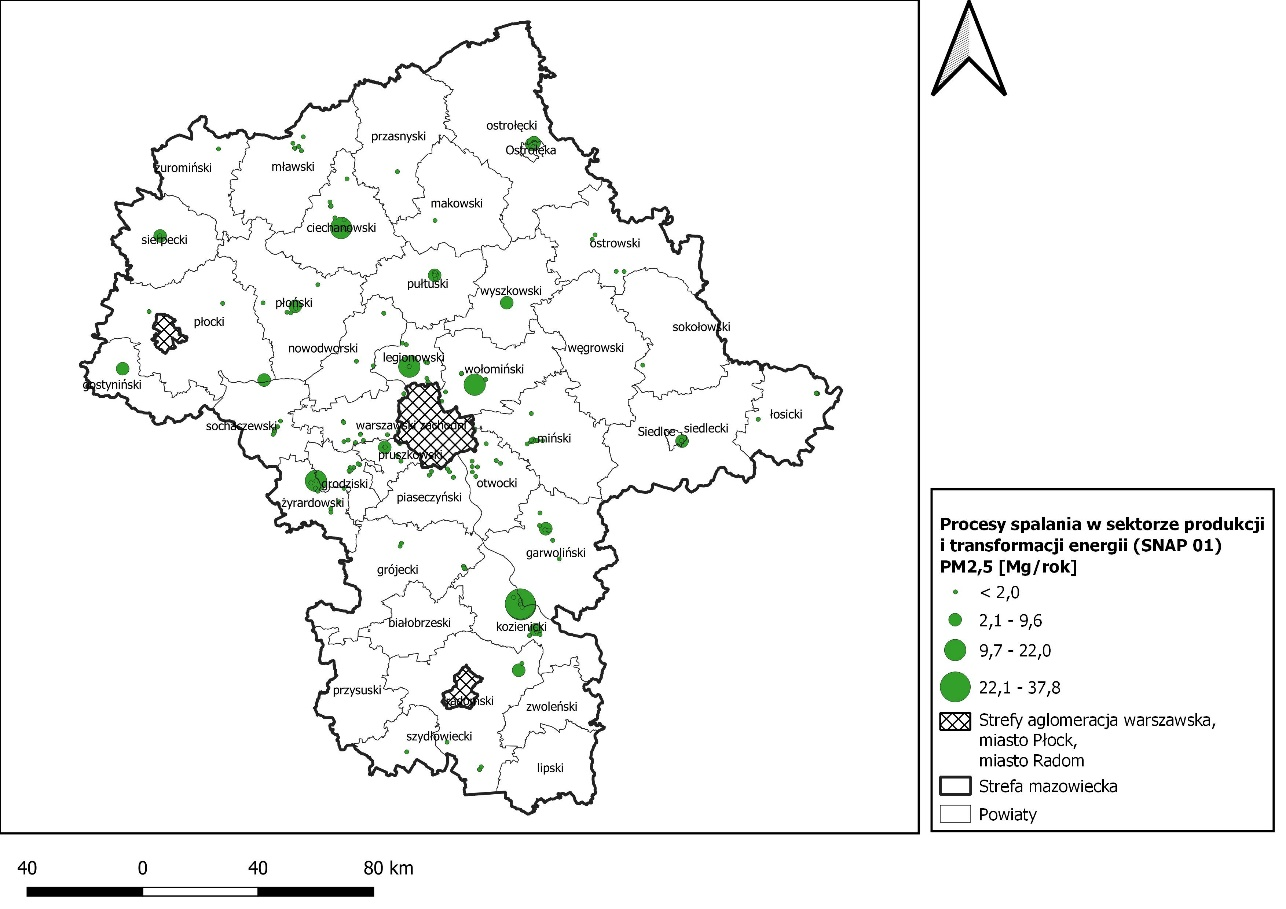 ostrołęcki
Ostrołęka
przasnyski
żuromiński
mławski
makowski
ciechanowski
sierpecki
ostrowski
pułtuski
wyszkowski
płoński
płocki
sokołowski
nowodworski
węgrowski
legionowski
wołomiński
gostyniński
łosicki
sochaczewski
warszawski zachodni
Siedlce
siedlecki
miński
pruszkowski
grodziski
otwocki
piaseczyński
żyrardowski
garwoliński
grójecki
białobrzeski
kozienicki
przysuski
radomski
zwoleński
szydłowiecki
lipski
Procesy spalania w sektorze produkcji
i transformacji energii (SNAP 01)
PM2,5 [Mg/rok]
< 2,0
2,1 - 9,6
9,7 - 22,0
22,1 - 37,8
Strefy aglomeracja warszawska,
miasto Płock,
miasto Radom
Strefa mazowiecka
Powiaty
40 0 40 80 km